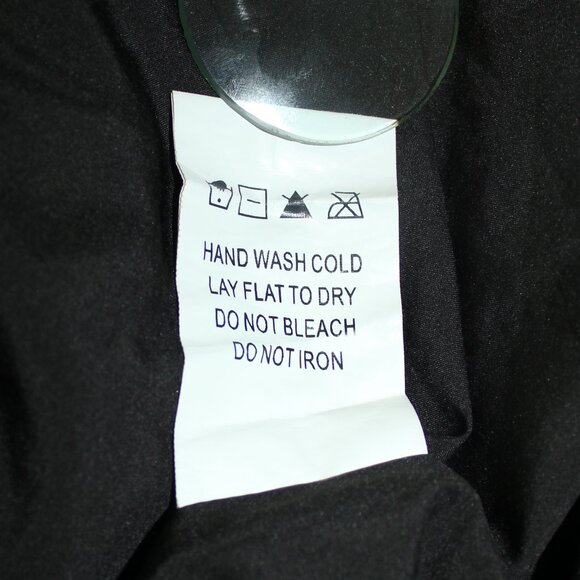 HAND WASH COLD
LAY FLAT TO DRY
DO NOT BLEACH
DO NOT IRON